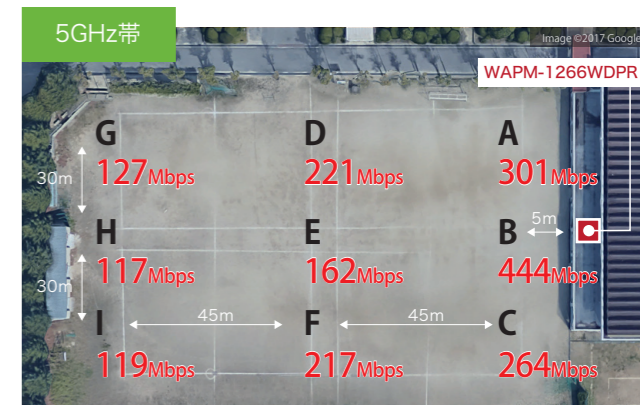 5GHz帯
Image ©2017 Google
WAPM-1266WDPR
G D A
127Mbps 221Mbps 301Mbps
30m
H E B 5m
117Mbps 162Mbps 444Mbps
30m
I 45m F 45m C
119Mbps 217Mbps 264Mbps